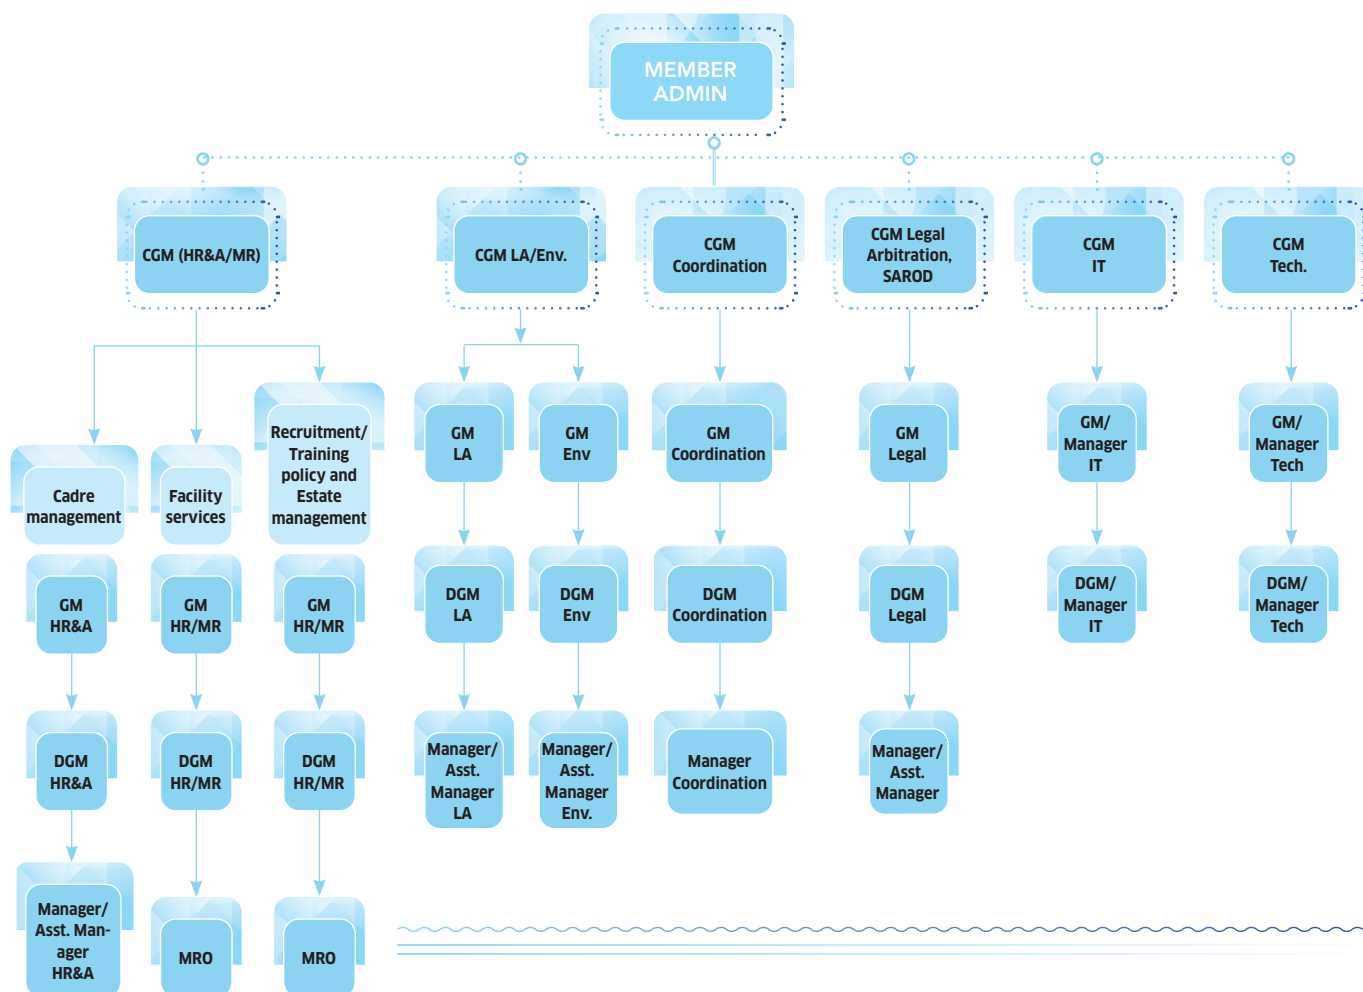 MEMBER
ADMIN
CGM (HR&A/MR)
CGM LA/Env.
CGM
Coordination
CGM Legal
Arbitration,
SAROD
CGM
IT
CGM
Tech.
Cadre
management
Facility
services
Recruitment/
Training
policy and
Estate
management
GM
LA
GM
Env
GM
Coordination
GM
Legal
GM/
Manager
IT
GM/
Manager
Tech
GM
HR&A
GM
HR/MR
GM
HR/MR
DGM
LA
DGM
Env
DGM
Coordination
DGM
Legal
DGM/
Manager
IT
DGM/
Manager
Tech
DGM
HR&A
DGM
HR/MR
DGM
HR/MR
Manager/
Asst.
Manager
LA
Manager/
Asst.
Manager
Env.
Manager
Coordination
Manager/
Asst.
Manager
Manager/
Asst. Man-
ager
HR&A
MRO
MRO